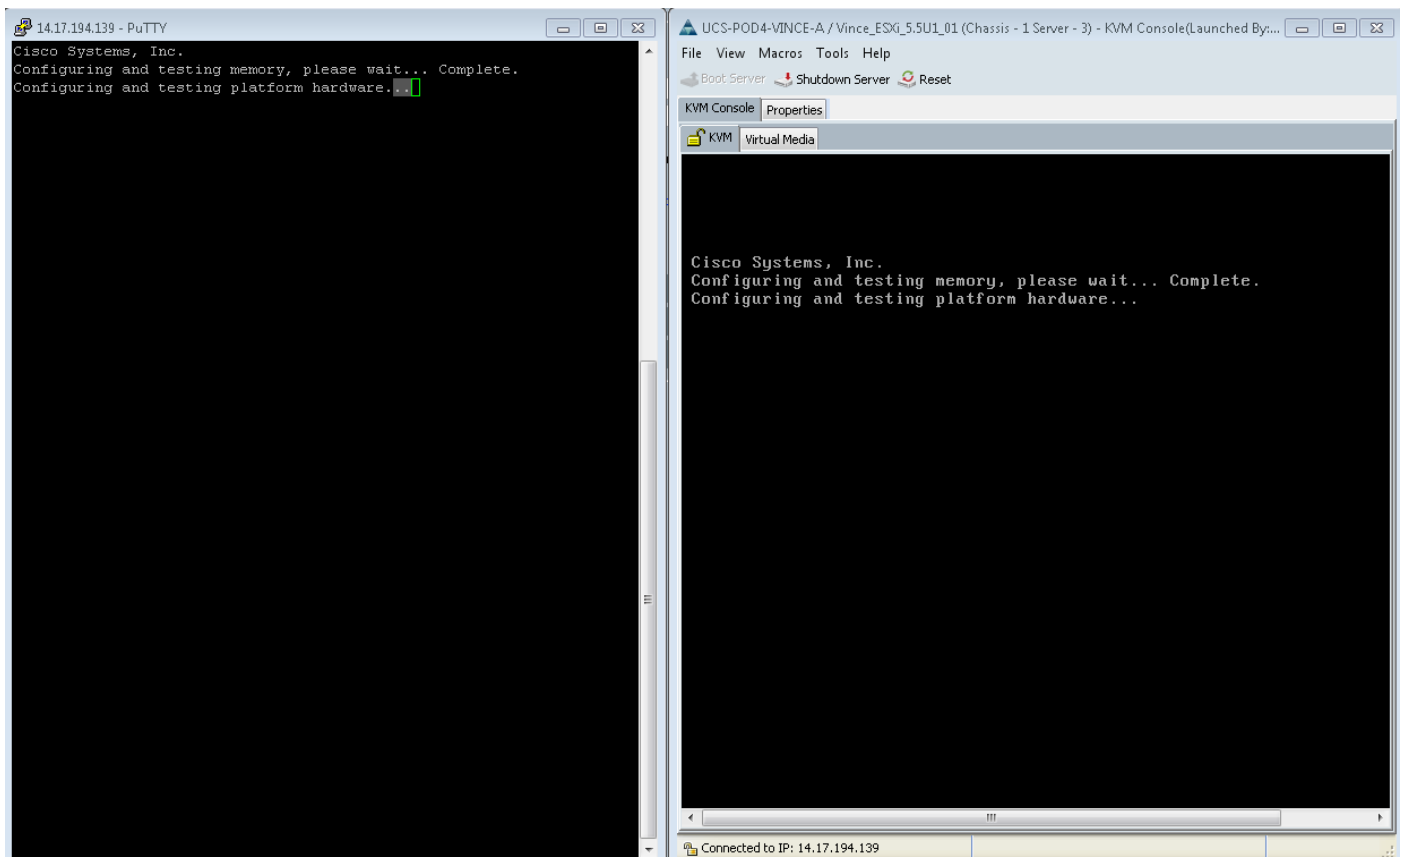 14.17.194.139 - PuTTY
Cisco Systems, Inc.
Configuring and testing memory, please wait... Complete.
Configuring and testing platform hardware...
UCS-POD4-VINCE-A / Vince_ESXi_5.5U1_01 (Chassis - 1 Server - 3) - KVM Console(Launched By:...
File View Macros Tools Help
Boot Server Shutdown Server Reset
KVM Console Properties
KVM Virtual Media
Cisco Systems, Inc.
Configuring and testing memory, please wait... Complete.
Configuring and testing platform hardware...
Connected to IP: 14.17.194.139